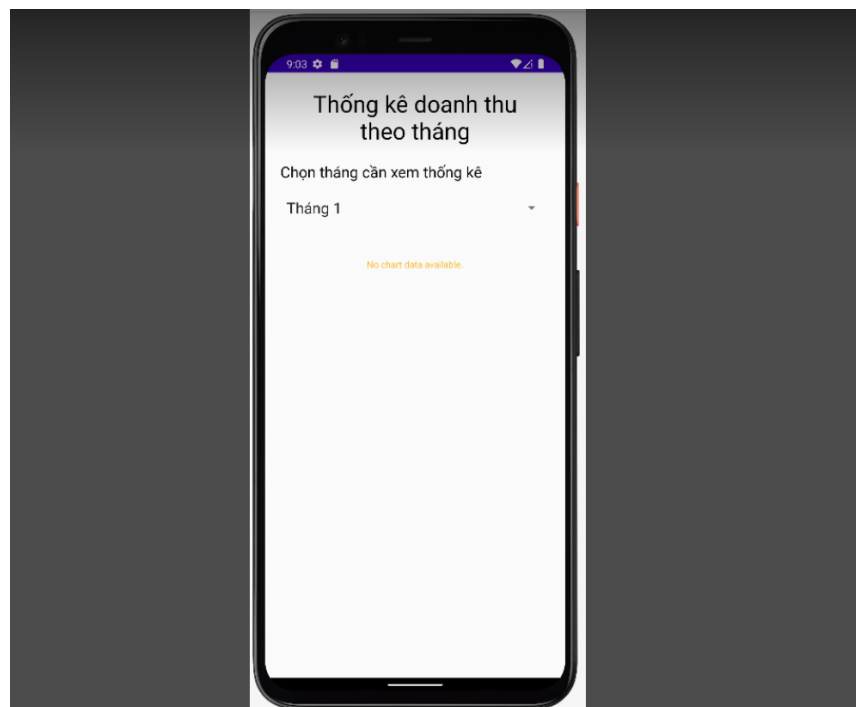 9:03
Thống kê doanh thu
theo tháng
Chọn tháng cần xem thống kê
Tháng 1
No chart data available.